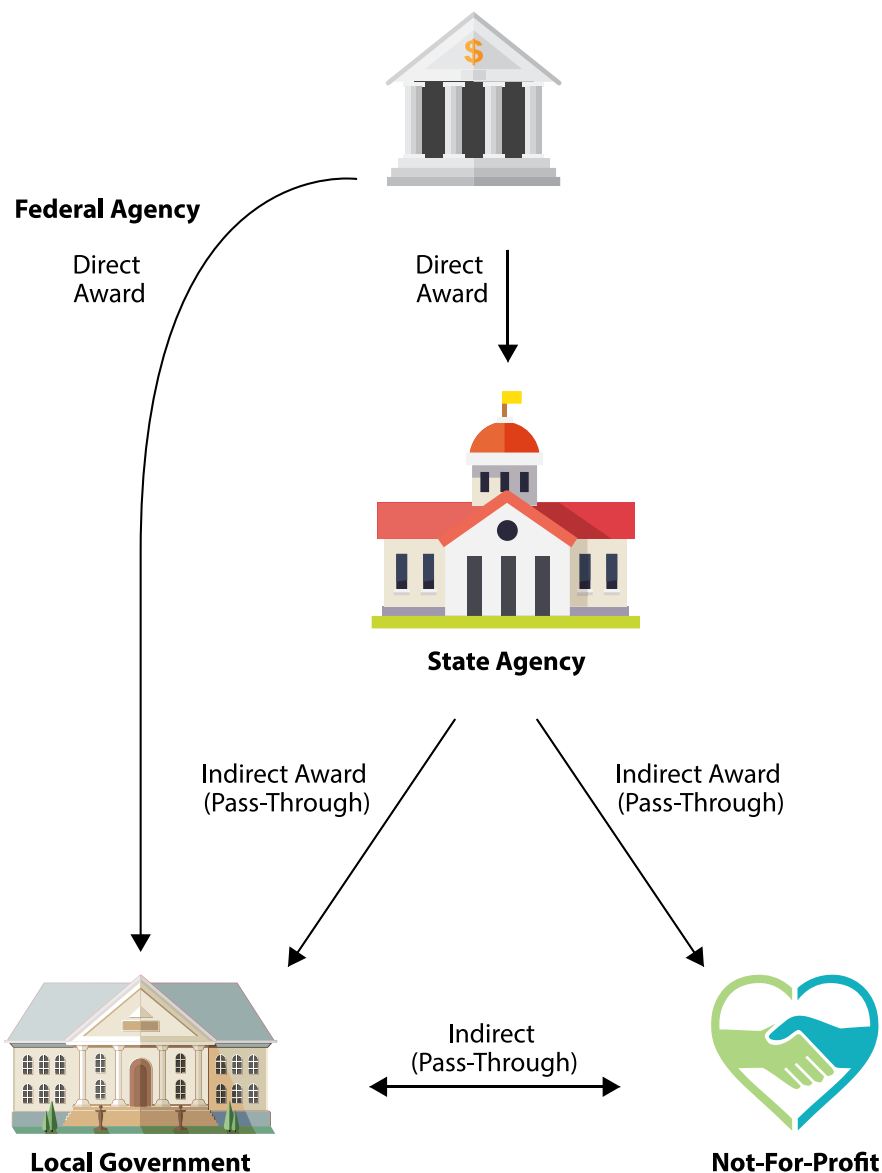 $
Federal Agency
Direct
Award
Direct
Award
State Agency
Indirect Award
(Pass-Through)
Indirect Award
(Pass-Through)
Indirect
(Pass-Through)
Local Government
Not-For-Profit